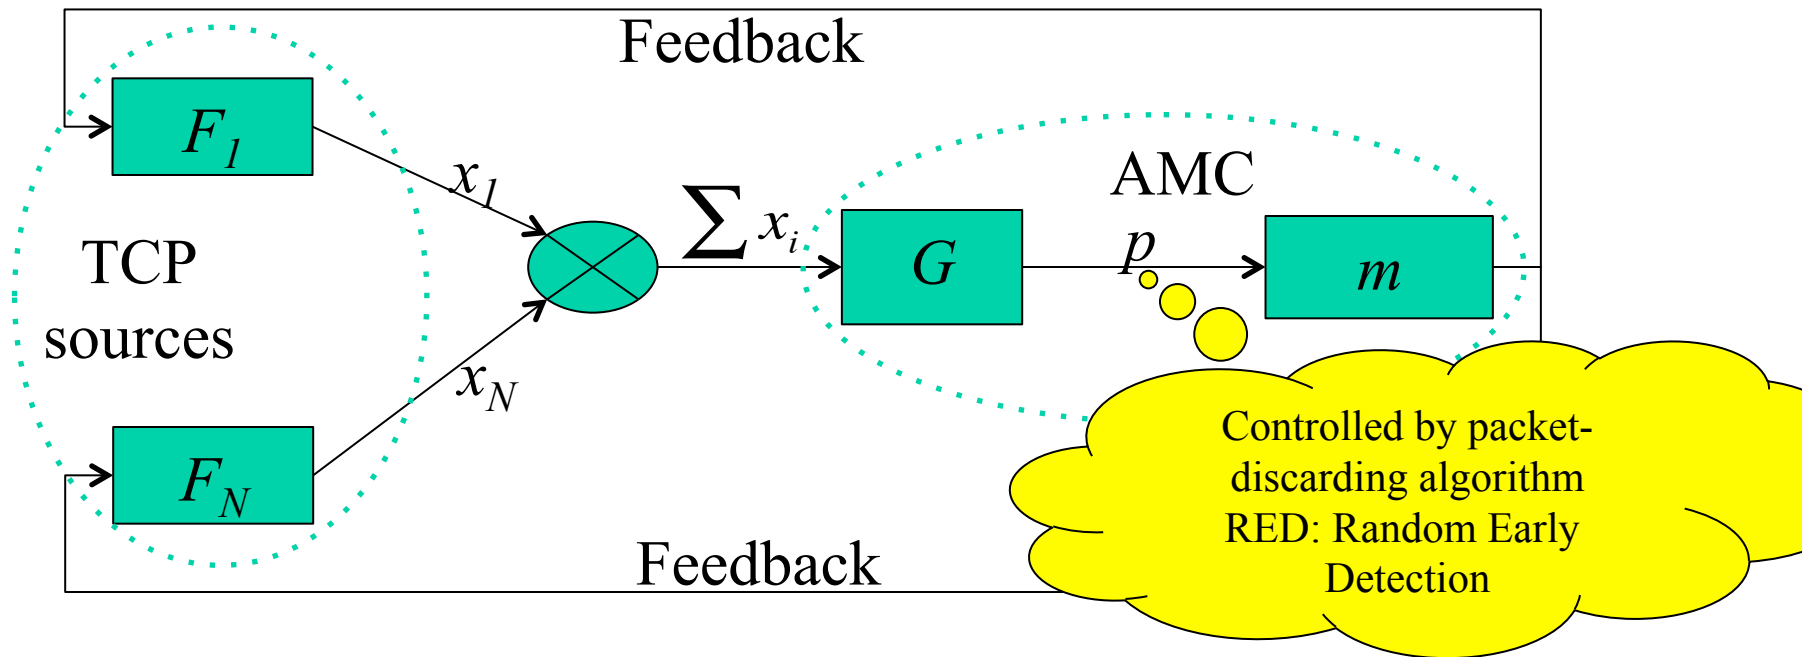 Feedback
F1
x1
TCP
sources
∑ xi
G
AMC
p
m
xN
FN
Feedback
Controlled by packet-
discarding algorithm
RED: Random Early
Detection